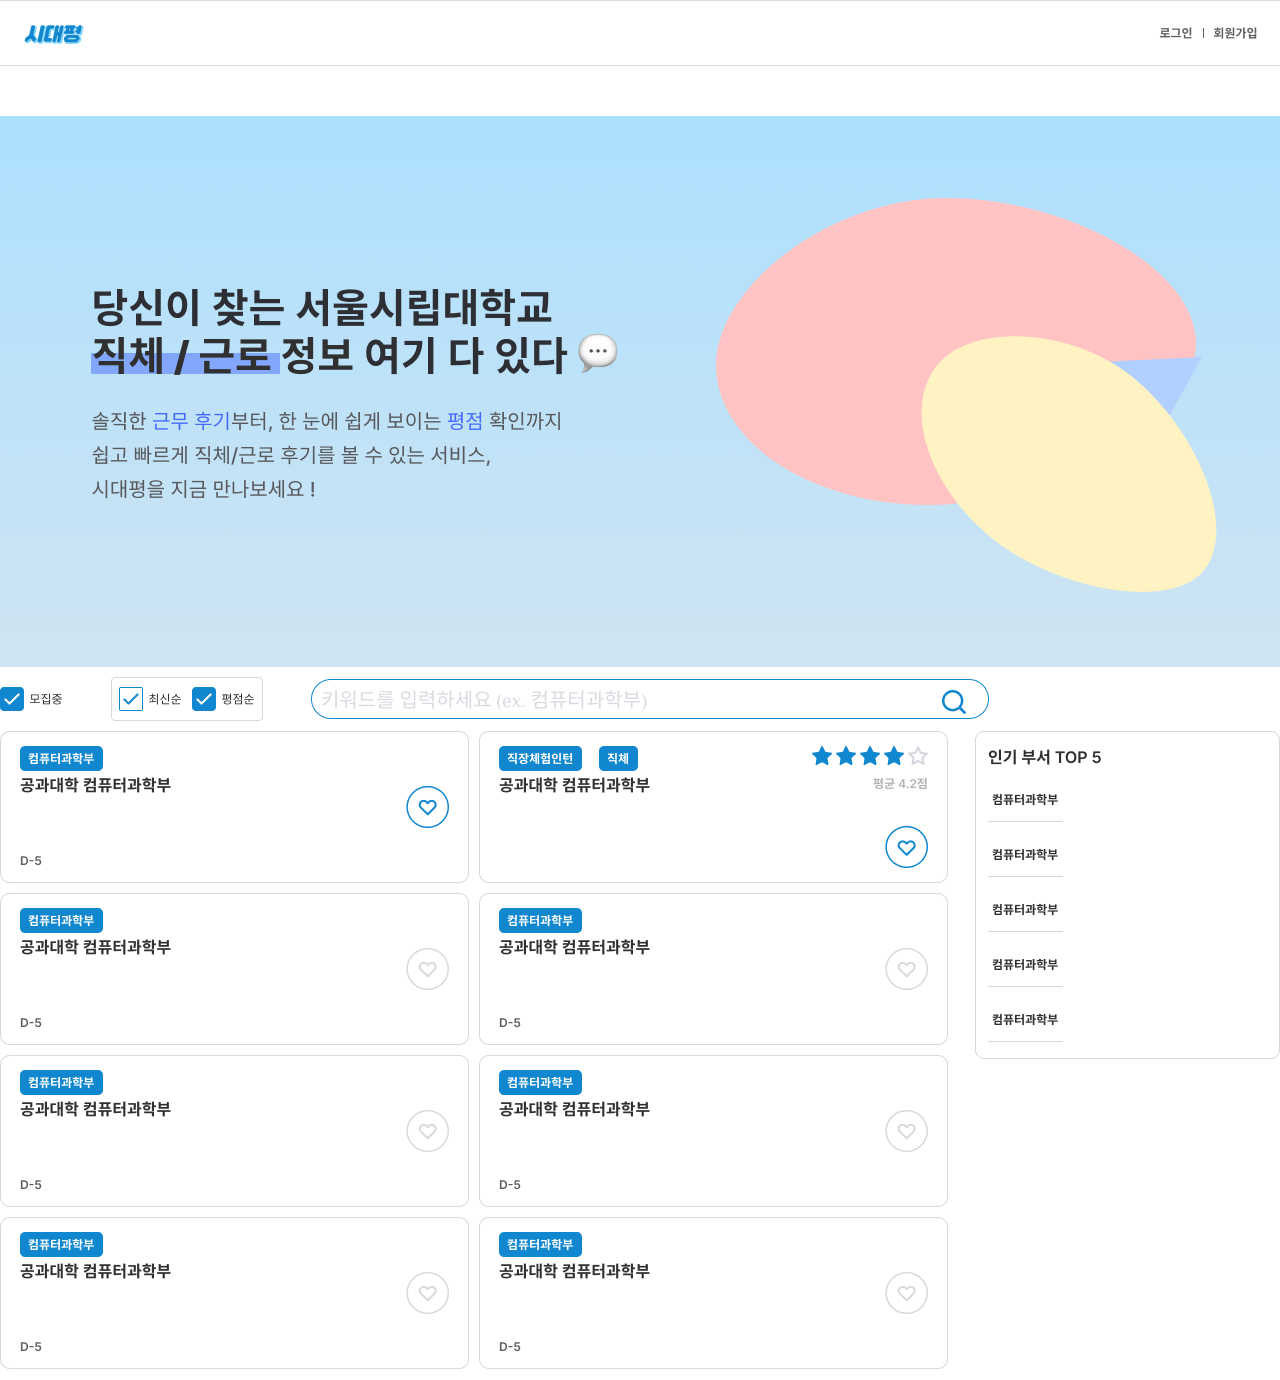 시대평
로그인 | 회원가입
당신이 찾는 서울시립대학교
직체 / 근로 정보 여기 다 있다 💬
솔직한 근무 후기부터, 한 눈에 쉽게 보이는 평점 확인까지
쉽고 빠르게 직체/근로 후기를 볼 수 있는 서비스,
시대평을 지금 만나보세요 !
모집중 최신순 평점순 키워드를 입력하세요 (ex. 컴퓨터과학부)
컴퓨터과학부
공과대학 컴퓨터과학부
D-5
직장체험인턴 직체
공과대학 컴퓨터과학부
평균 4.2점
컴퓨터과학부
공과대학 컴퓨터과학부
D-5
컴퓨터과학부
공과대학 컴퓨터과학부
D-5
컴퓨터과학부
공과대학 컴퓨터과학부
D-5
컴퓨터과학부
공과대학 컴퓨터과학부
D-5
컴퓨터과학부
공과대학 컴퓨터과학부
D-5
컴퓨터과학부
공과대학 컴퓨터과학부
D-5
인기 부서 TOP 5
컴퓨터과학부
컴퓨터과학부
컴퓨터과학부
컴퓨터과학부
컴퓨터과학부